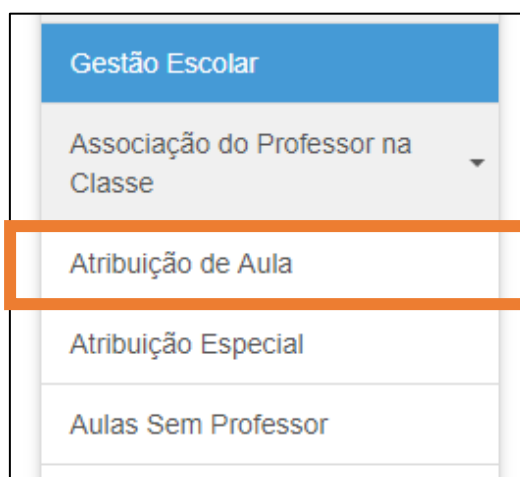 Gestão Escolar
Associação do Professor na
Classe
Atribuição de Aula
Atribuição Especial
Aulas Sem Professor